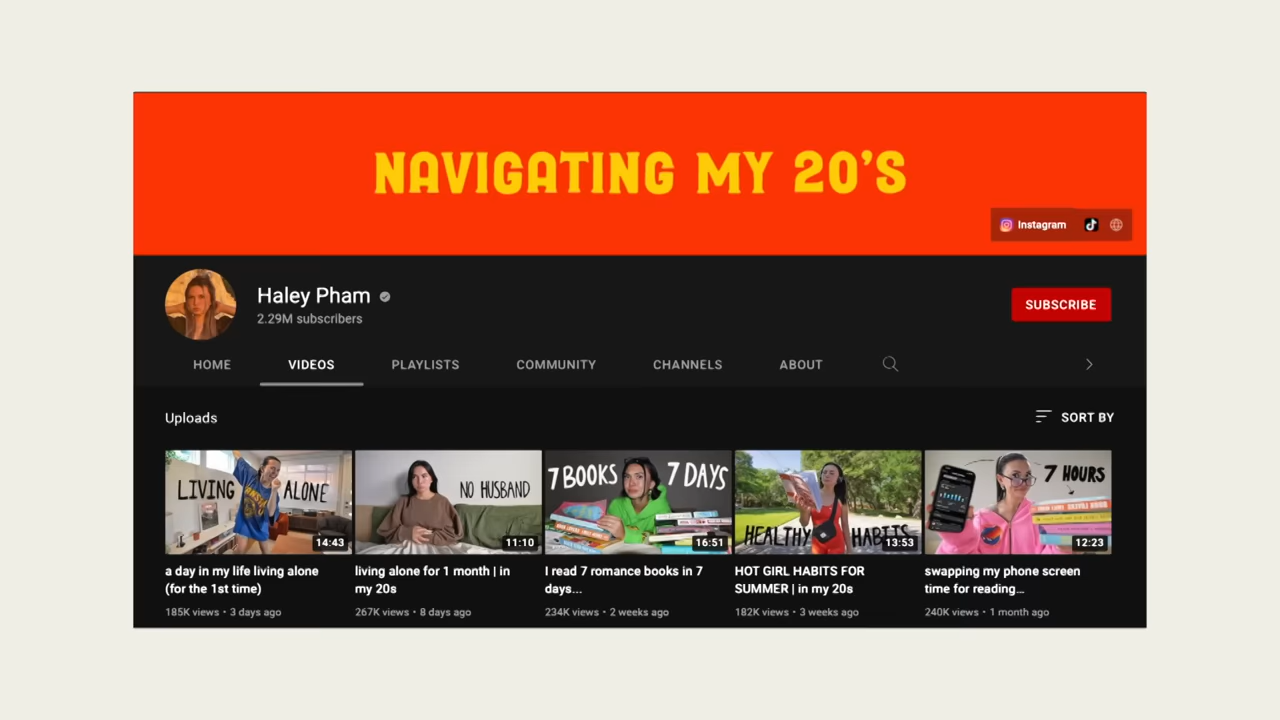 NAVIGATING MY 20'S
Instagram
Haley Pham
2.29M subscribers
SUBSCRIBE
HOME VIDEOS PLAYLISTS COMMUNITY CHANNELS ABOUT
Uploads
SORT BY
LIVING ALONE
14:43
a day in my life living alone
(for the 1st time)
185K views • 3 days ago
NO HUSBAND
11:10
living alone for 1 month | in
my 20s
267K views • 8 days ago
7 BOOKS 7 DAYS
16:51
I read 7 romance books in 7
days...
234K views • 2 weeks ago
HEALTHY HABITS
13:53
HOT GIRL HABITS FOR
SUMMER | in my 20s
182K views • 3 weeks ago
7 HOURS
12:23
swapping my phone screen
time for reading...
240K views • 1 month ago